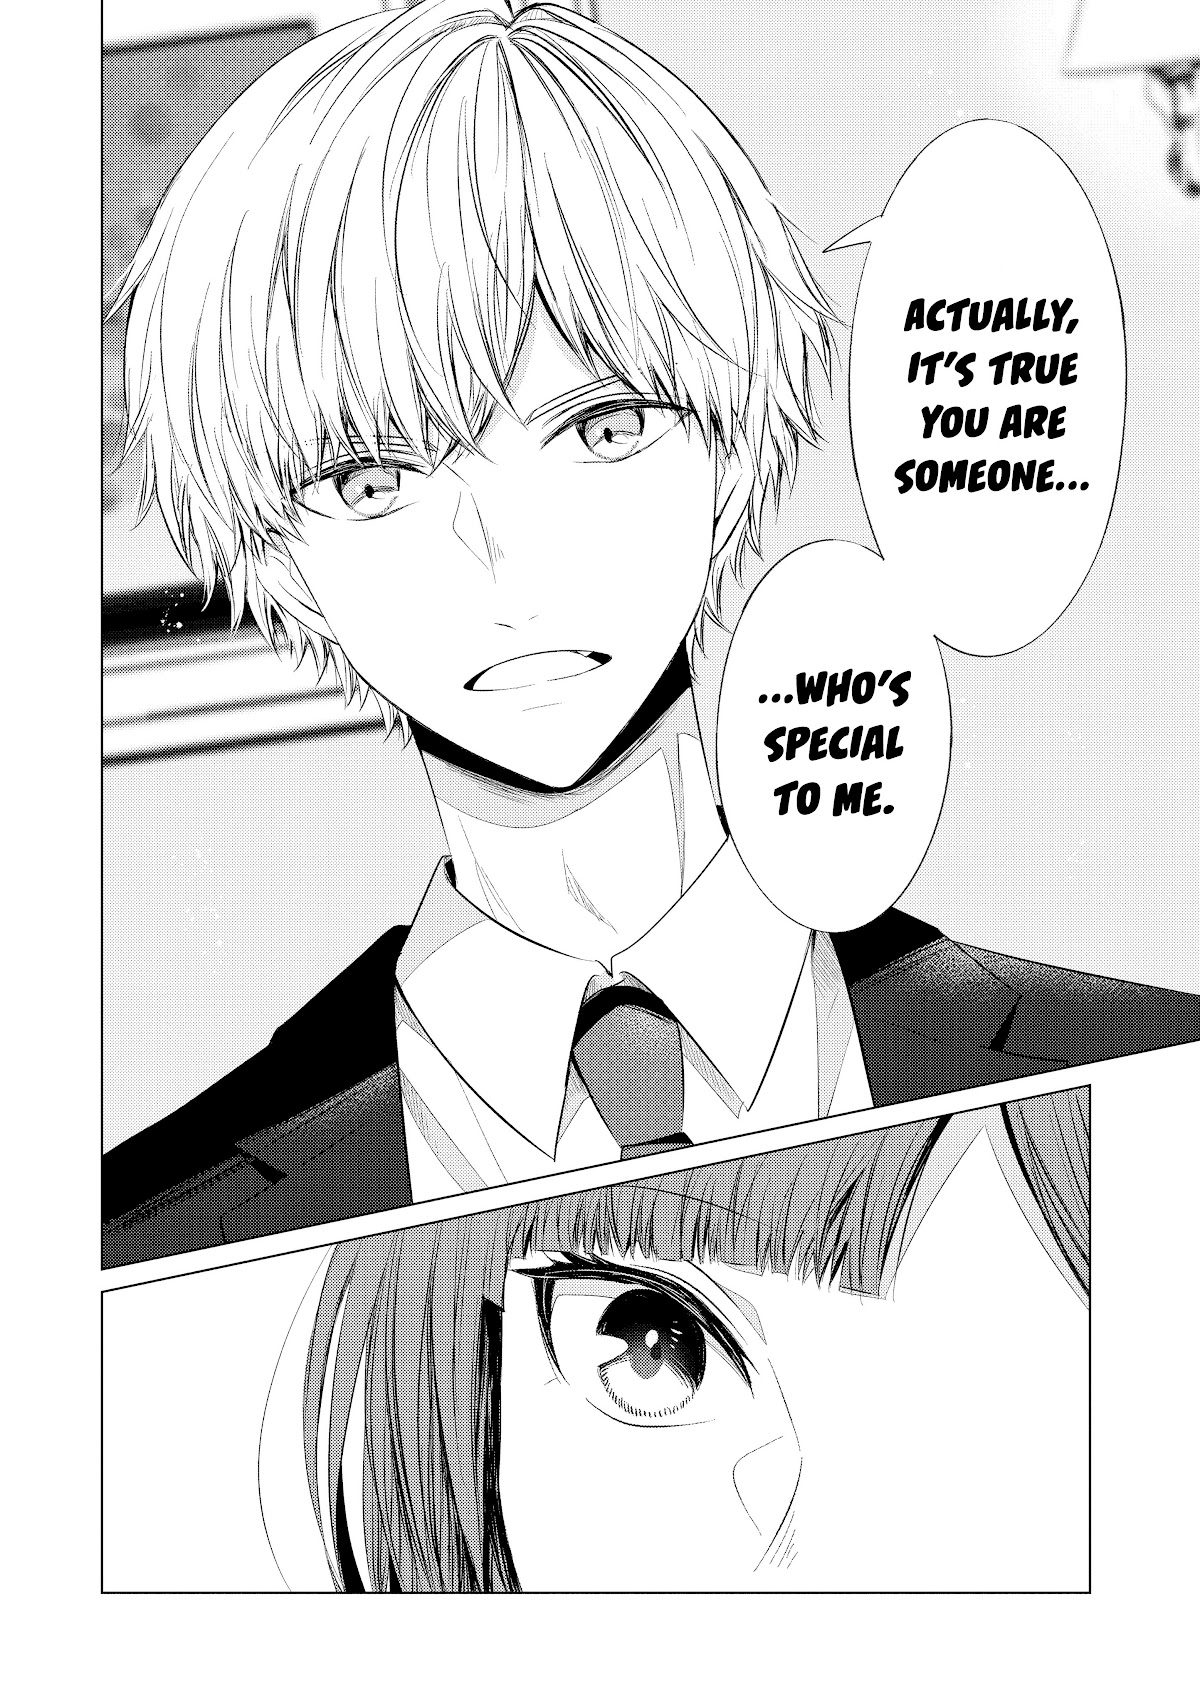 ACTUALLY,
IT'S TRUE
YOU ARE
SOMEONE...
...WHO'S
SPECIAL
TO ME.